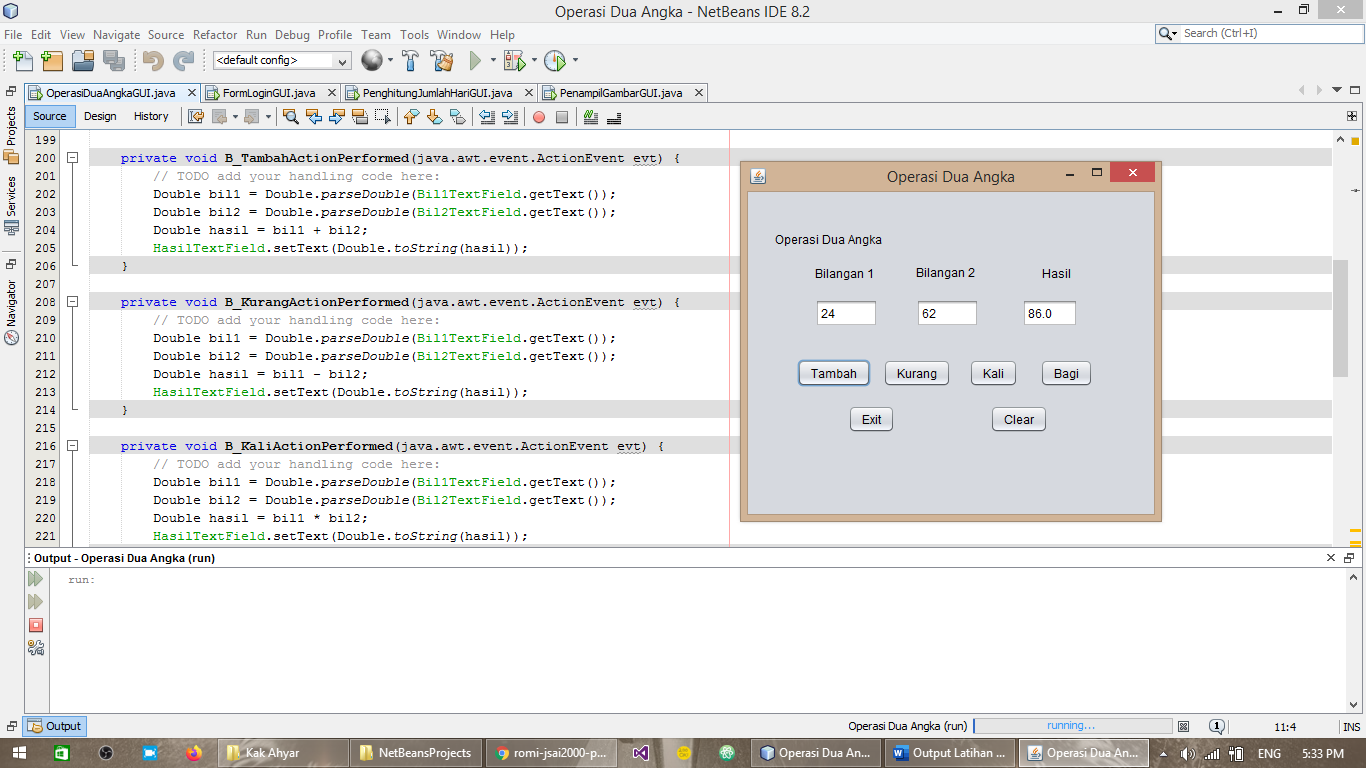 Operasi Dua Angka - NetBeans IDE 8.2
File Edit View Navigate Source Refactor Run Debug Profile Team Tools Window Help
Search (Ctrl+I)
<default config>
OperasiDuaAngkaGUI.java FormLoginGUI.java PenghitungJumlahHariGUI.java PenampilGambarGUI.java
Source Design History
Projects
Services
Navigator
199
200 private void B_TambahActionPerformed(java.awt.event.ActionEvent evt) {
201 // TODO add your handling code here:
202 Double bil1 = Double.parseDouble(Bil1TextField.getText());
203 Double bil2 = Double.parseDouble(Bil2TextField.getText());
204 Double hasil = bil1 + bil2;
205 HasilTextField.setText(Double.toString(hasil));
206 }
207
208 private void B_KurangActionPerformed(java.awt.event.ActionEvent evt) {
209 // TODO add your handling code here:
210 Double bil1 = Double.parseDouble(Bil1TextField.getText());
211 Double bil2 = Double.parseDouble(Bil2TextField.getText());
212 Double hasil = bil1 - bil2;
213 HasilTextField.setText(Double.toString(hasil));
214 }
215
216 private void B_KaliActionPerformed(java.awt.event.ActionEvent evt) {
217 // TODO add your handling code here:
218 Double bil1 = Double.parseDouble(Bil1TextField.getText());
219 Double bil2 = Double.parseDouble(Bil2TextField.getText());
220 Double hasil = bil1 * bil2;
221 HasilTextField.setText(Double.toString(hasil));
Operasi Dua Angka
Operasi Dua Angka
Bilangan 1 Bilangan 2 Hasil
24 62 86.0
Tambah Kurang Kali Bagi
Exit Clear
Output - Operasi Dua Angka (run)
run:
Output
Operasi Dua Angka (run) running... 1 11:4 INS
Kak Ahyar NetBeansProjects romi-jsai2000-p... Operasi Dua An... Output Latihan ... Operasi Dua An... ENG 5:33 PM